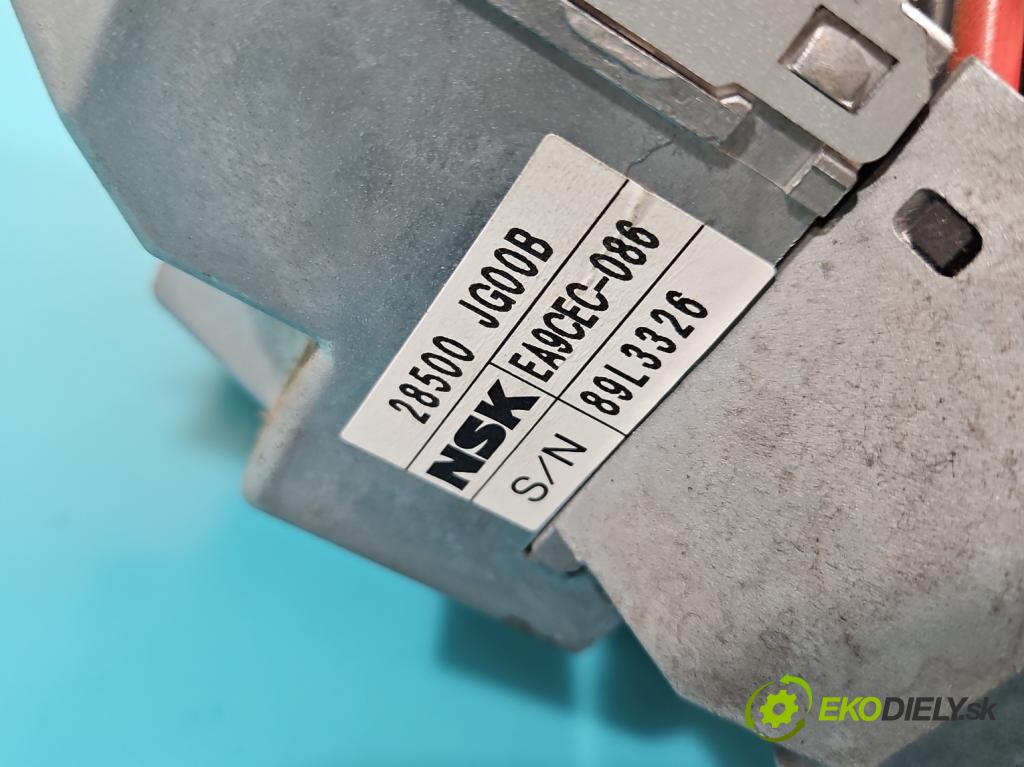 28500 JG00B
NSK EA9CEC-086
S/N 89L3326
EKODIELY.sk